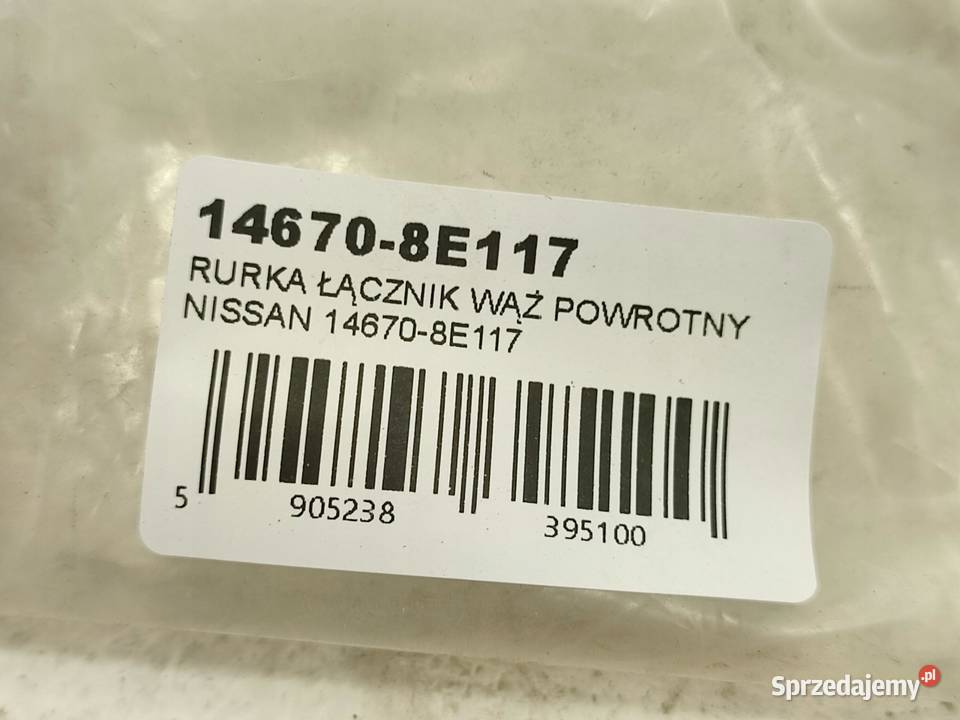 14670-8E117
RURKA ŁĄCZNIK WĄŻ POWROTNY
NISSAN 14670-8E117
5 905238 395100
Sprzedajemy.pl